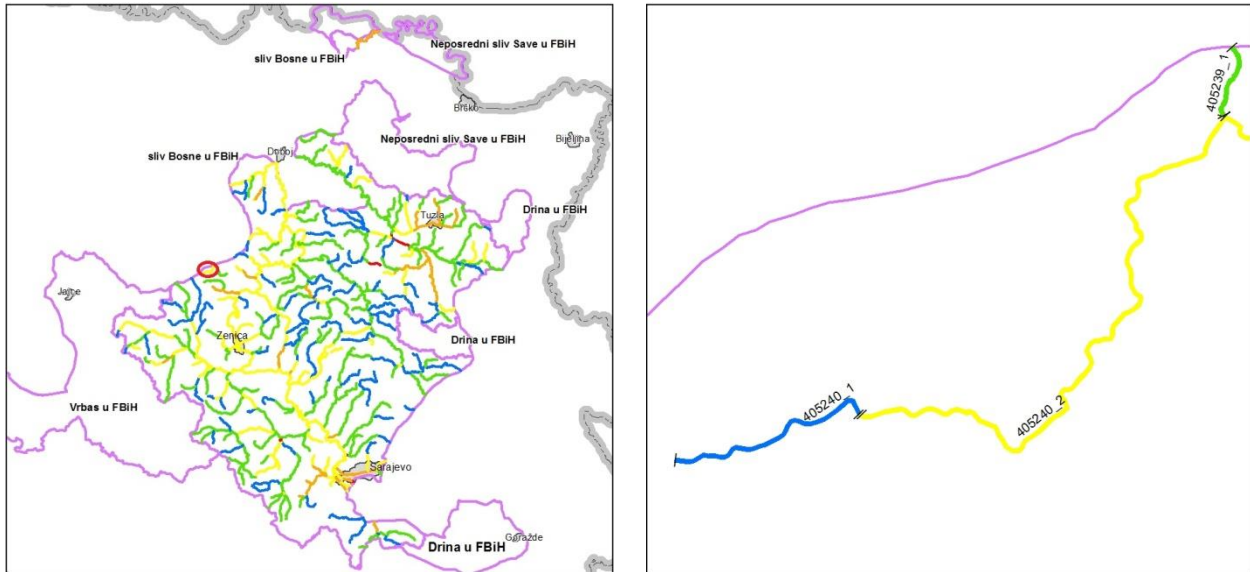 Neposredni sliv Save u FBiH
sliv Bosne u FBiH
Brčko
Neposredni sliv Save u FBiH
Bijeljina
Doboj
sliv Bosne u FBiH
Drina u FBiH
Tuzla
Jajce
Zenica
Drina u FBiH
Vrbas u FBiH
Sarajevo
Drina u FBiH
Goražde
405239_1
405240_1
405240_2